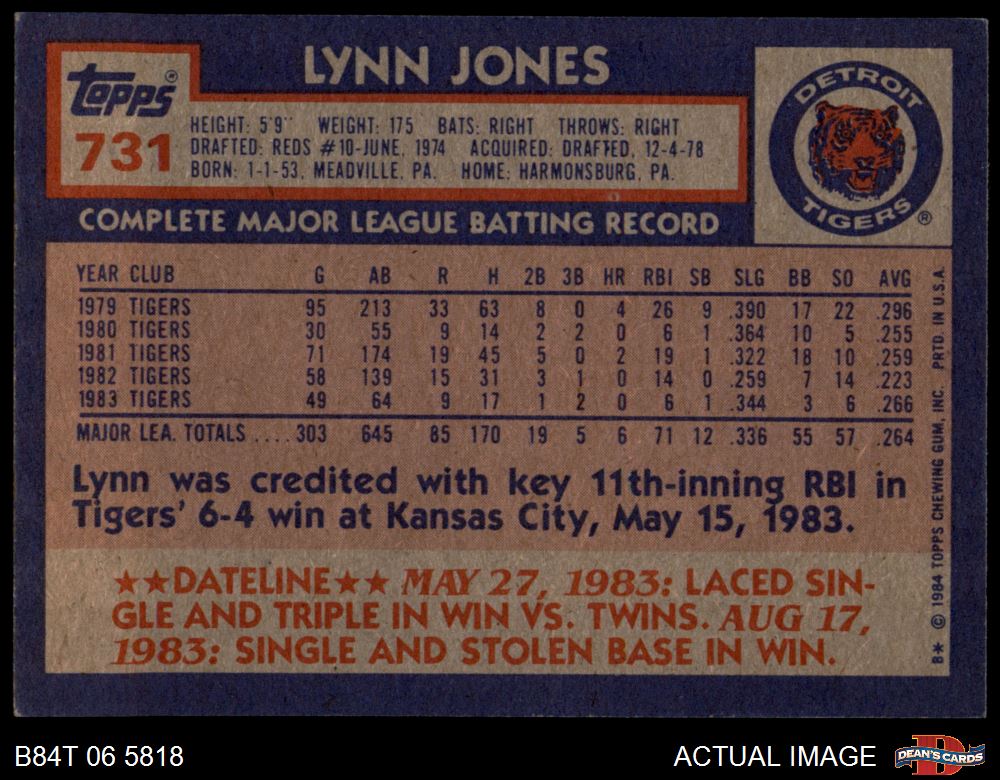 LYNN JONES
topps®
731
HEIGHT: 5'9" WEIGHT: 175 BATS: RIGHT THROWS: RIGHT
DRAFTED: REDS #10-JUNE, 1974 ACQUIRED: DRAFTED, 12-4-78
BORN: 1-1-53, MEADVILLE, PA. HOME: HARMONSBURG, PA.
DETROIT
TIGERS®
COMPLETE MAJOR LEAGUE BATTING RECORD
YEAR CLUB G AB R H 2B 3B HR RBI SB SLG BB SO AVG
1979 TIGERS 95 213 33 63 8 0 4 26 9 .390 17 22 .296
1980 TIGERS 30 55 9 14 2 2 0 6 1 .364 10 5 .255
1981 TIGERS 71 174 19 45 5 0 2 19 1 .322 18 10 .259
1982 TIGERS 58 139 15 31 3 1 0 14 0 .259 7 14 .223
1983 TIGERS 49 64 9 17 1 2 0 6 1 .344 3 6 .266
MAJOR LEA. TOTALS .... 303 645 85 170 19 5 6 71 12 .336 55 57 .264
Lynn was credited with key 11th-inning RBI in
Tigers' 6-4 win at Kansas City, May 15, 1983.
★★DATELINE★★ MAY 27, 1983: LACED SIN-
GLE AND TRIPLE IN WIN VS. TWINS. AUG 17,
1983: SINGLE AND STOLEN BASE IN WIN.
B* © 1984 TOPPS CHEWING GUM, INC. PRTD. IN U.S.A.
B84T 06 5818
ACTUAL IMAGE
D
DEAN'S CARDS